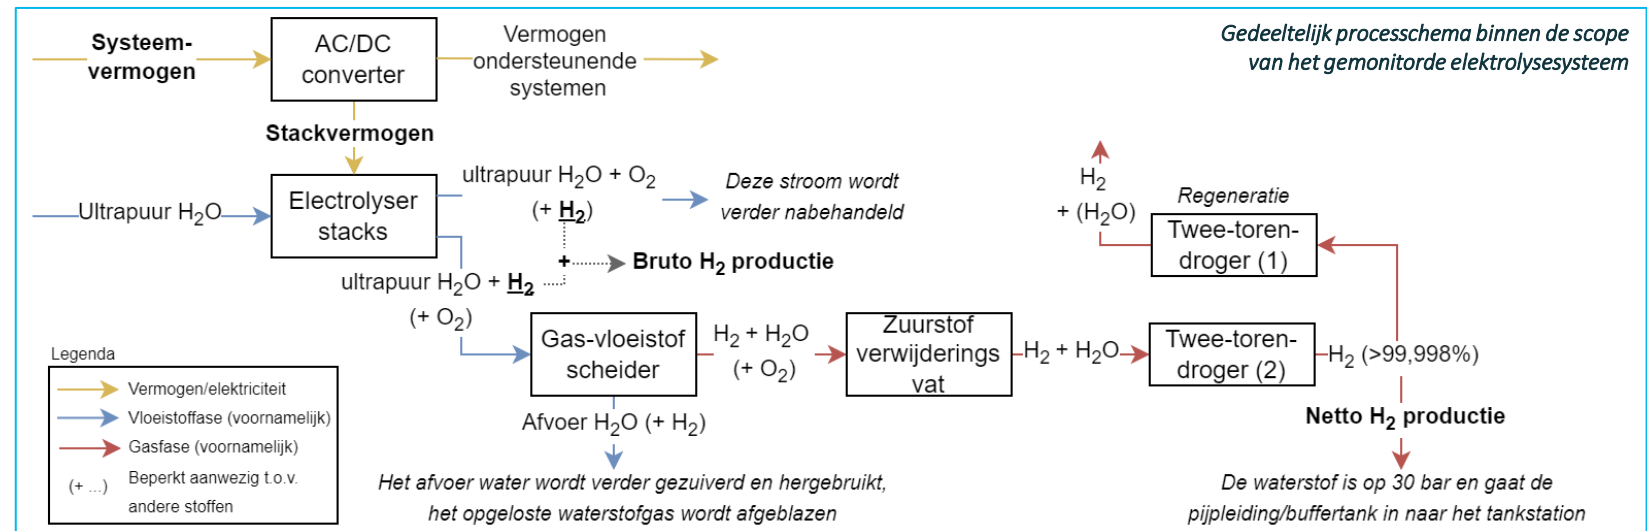 Gedeeltelijk processchema binnen de scope
van het gemonitorde elektrolysesysteem
Systeem-
vermogen
AC/DC
converter
Vermogen
ondersteunende
systemen
Stackvermogen
Ultrapuur H₂O
Electrolyser
stacks
ultrapuur H₂O + O₂
(+ H₂)
Deze stroom wordt
verder nabehandeld
+
Bruto H₂ productie
ultrapuur H₂O + H₂
(+ O₂)
Gas-vloeistof
scheider
H₂ + H₂O
(+ O₂)
Zuurstof
verwijderings
vat
H₂ + H₂O
Twee-toren-
droger (2)
H₂ (>99,998%)
Regeneratie
Twee-toren-
droger (1)
H₂
+ (H₂O)
Netto H₂ productie
De waterstof is op 30 bar en gaat de
pijpleiding/buffertank in naar het tankstation
Afvoer H₂O (+ H₂)
Het afvoer water wordt verder gezuiverd en hergebruikt,
het opgeloste waterstofgas wordt afgeblazen
Legenda
Vermogen/elektriciteit
Vloeistoffase (voornamelijk)
Gasfase (voornamelijk)
(+ ...) Beperkt aanwezig t.o.v.
andere stoffen